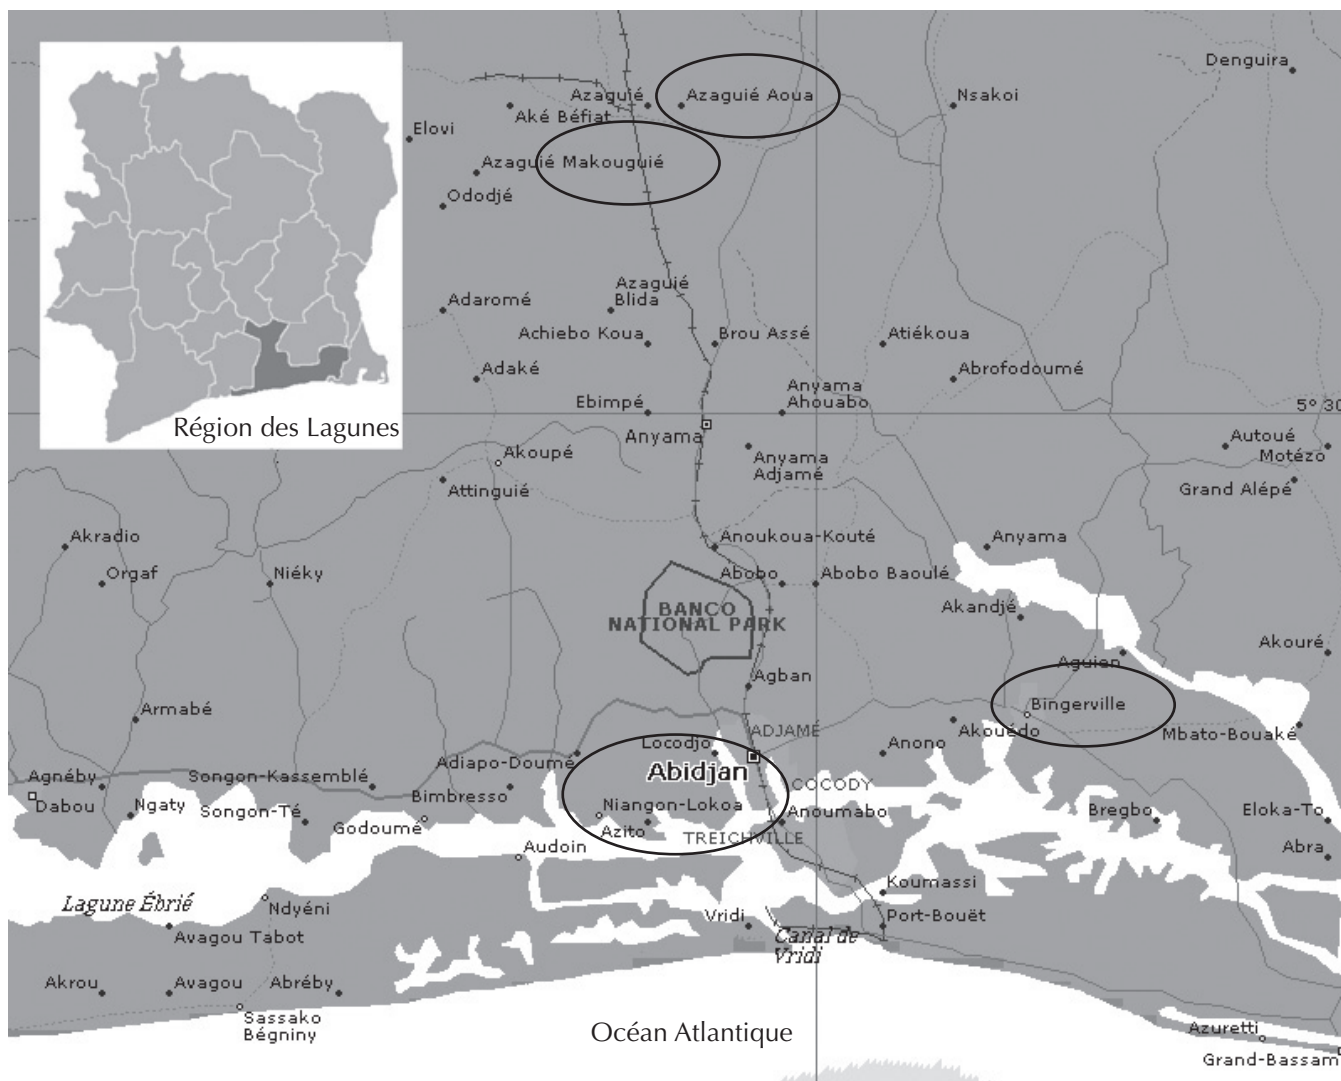 Denguira
Azaguié
Azaguié Aoua
Nsakoi
Aké Béfiat
Elovi
Azaguié Makouguié
Ododjé
Azaguié
Blida
Adaromé
Achiebo Koua
Brou Assé
Atiékoua
Adaké
Anyama
Ahouabo
Abrofodoumé
Ebimpé
5° 30
Région des Lagunes
Anyama
Autoué
Motézo
Akoupé
Anyama
Adjamé
Attinguié
Grand Alépé
Akradio
Anoukoua-Kouté
Anyama
Orgaf
Niéky
Abobo
Abobo Baoulé
BANCO
NATIONAL PARK
Akandjé
Akouré
Aguien
Agban
Bingerville
Armabé
ADJAMÉ
Akouédo
Mbato-Bouaké
Locodjo
Anono
Adiapo-Doumé
Abidjan
Agnéby
Songon-Kassemblé
COCODY
Dabou
Ngaty
Songon-Té
Bimbresso
Niangon-Lokoa
Anoumabo
Bregbo
Eloka-To
Godoumé
Azito
TREICHVILLE
Audoin
Abra
Koumassi
Lagune Ébrié
Ndyéni
Vridi
Port-Bouët
Avagou Tabot
Canal de
Vridi
Akrou
Avagou
Abréby
Sassako
Bégniny
Océan Atlantique
Azuretti
Grand-Bassam